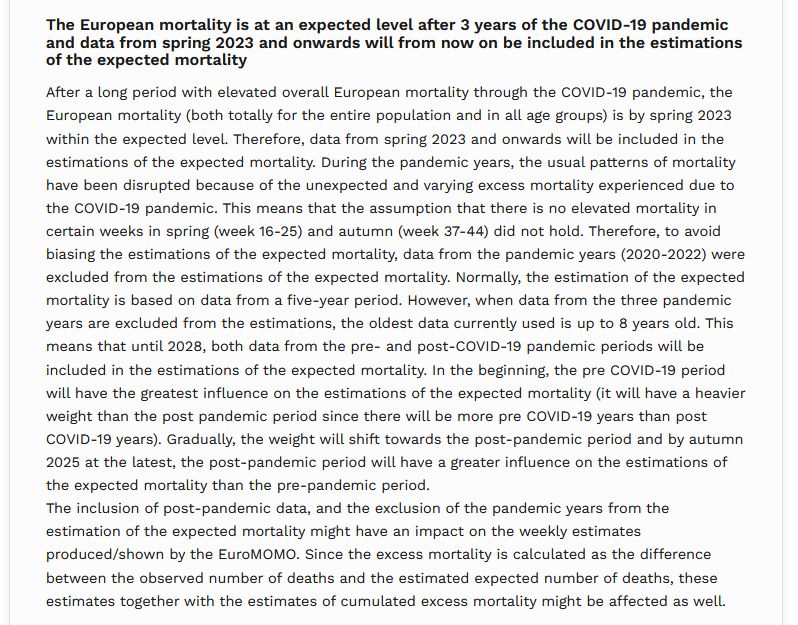 The European mortality is at an expected level after 3 years of the COVID-19 pandemic
and data from spring 2023 and onwards will from now on be included in the estimations
of the expected mortality
After a long period with elevated overall European mortality through the COVID-19 pandemic, the
European mortality (both totally for the entire population and in all age groups) is by spring 2023
within the expected level. Therefore, data from spring 2023 and onwards will be included in the
estimations of the expected mortality. During the pandemic years, the usual patterns of mortality
have been disrupted because of the unexpected and varying excess mortality experienced due to
the COVID-19 pandemic. This means that the assumption that there is no elevated mortality in
certain weeks in spring (week 16-25) and autumn (week 37-44) did not hold. Therefore, to avoid
biasing the estimations of the expected mortality, data from the pandemic years (2020-2022) were
excluded from the estimations of the expected mortality. Normally, the estimation of the expected
mortality is based on data from a five-year period. However, when data from the three pandemic
years are excluded from the estimations, the oldest data currently used is up to 8 years old. This
means that until 2028, both data from the pre- and post-COVID-19 pandemic periods will be
included in the estimations of the expected mortality. In the beginning, the pre COVID-19 period
will have the greatest influence on the estimations of the expected mortality (it will have a heavier
weight than the post pandemic period since there will be more pre COVID-19 years than post
COVID-19 years). Gradually, the weight will shift towards the post-pandemic period and by autumn
2025 at the latest, the post-pandemic period will have a greater influence on the estimations of
the expected mortality than the pre-pandemic period.
The inclusion of post-pandemic data, and the exclusion of the pandemic years from the
estimation of the expected mortality might have an impact on the weekly estimates
produced/shown by the EuroMOMO. Since the excess mortality is calculated as the difference
between the observed number of deaths and the estimated expected number of deaths, these
estimates together with the estimates of cumulated excess mortality might be affected as well.